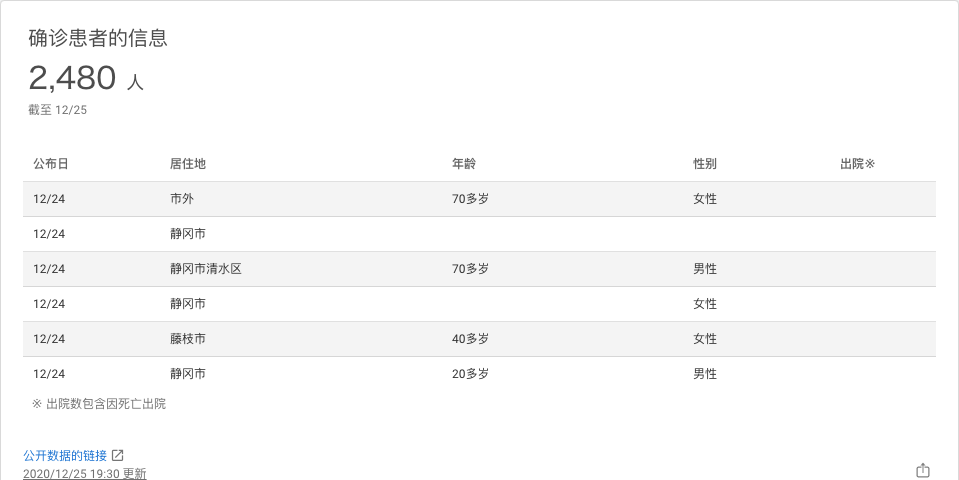 确诊患者的信息
2,480 人
截至 12/25
公布日 居住地 年龄 性别 出院※
12/24 市外 70多岁 女性
12/24 静冈市
12/24 静冈市清水区 70多岁 男性
12/24 静冈市 女性
12/24 藤枝市 40多岁 女性
12/24 静冈市 20多岁 男性
※ 出院数包含因死亡出院
公开数据的链接
2020/12/25 19:30 更新